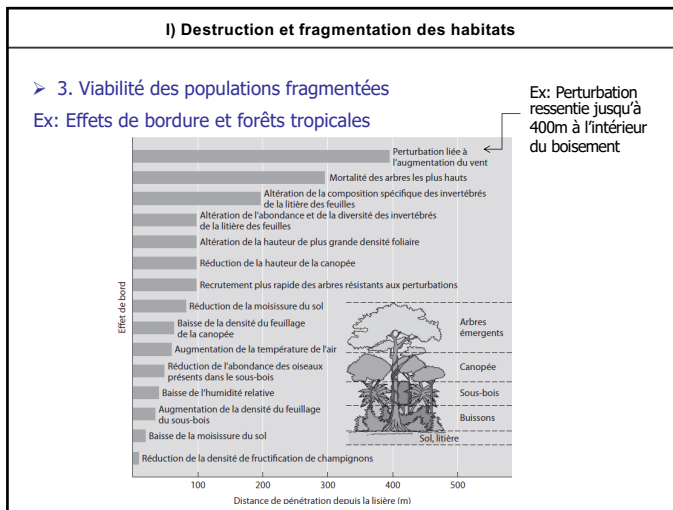 I) Destruction et fragmentation des habitats
➢ 3. Viabilité des populations fragmentées
Ex: Effets de bordure et forêts tropicales
Ex: Perturbation
ressentie jusqu'à
400m à l'intérieur
du boisement
Effet de bord
Perturbation liée à
l'augmentation du vent
Mortalité des arbres les plus hauts
Altération de la composition spécifique des invertébrés
de la litière des feuilles
Altération de l'abondance et de la diversité des invertébrés
de la litière des feuilles
Altération de la hauteur de plus grande densité foliaire
Réduction de la hauteur de la canopée
Recrutement plus rapide des arbres résistants aux perturbations
Réduction de la moisissure du sol
Baisse de la densité du feuillage
de la canopée
Augmentation de la température de l'air
Réduction de l'abondance des oiseaux
présents dans le sous-bois
Baisse de l'humidité relative
Augmentation de la densité du feuillage
du sous-bois
Baisse de la moisissure du sol
Réduction de la densité de fructification de champignons
Arbres
émergents
Canopée
Sous-bois
Buissons
Sol, litière
100 200 300 400 500
Distance de pénétration depuis la lisière (m)